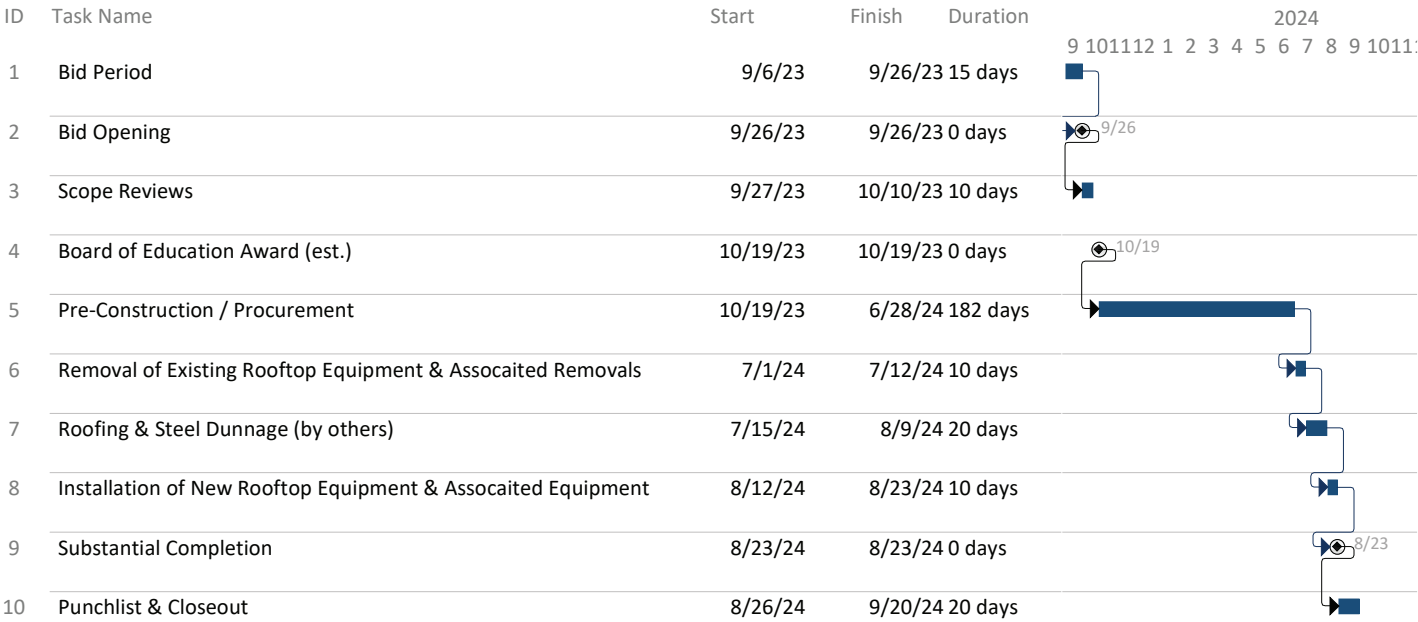 ID Task Name Start Finish Duration 2024
9 10 11 12 1 2 3 4 5 6 7 8 9 10 11
1 Bid Period 9/6/23 9/26/23 15 days
2 Bid Opening 9/26/23 9/26/23 0 days 9/26
3 Scope Reviews 9/27/23 10/10/23 10 days
4 Board of Education Award (est.) 10/19/23 10/19/23 0 days 10/19
5 Pre-Construction / Procurement 10/19/23 6/28/24 182 days
6 Removal of Existing Rooftop Equipment & Assocaited Removals 7/1/24 7/12/24 10 days
7 Roofing & Steel Dunnage (by others) 7/15/24 8/9/24 20 days
8 Installation of New Rooftop Equipment & Assocaited Equipment 8/12/24 8/23/24 10 days
9 Substantial Completion 8/23/24 8/23/24 0 days 8/23
10 Punchlist & Closeout 8/26/24 9/20/24 20 days